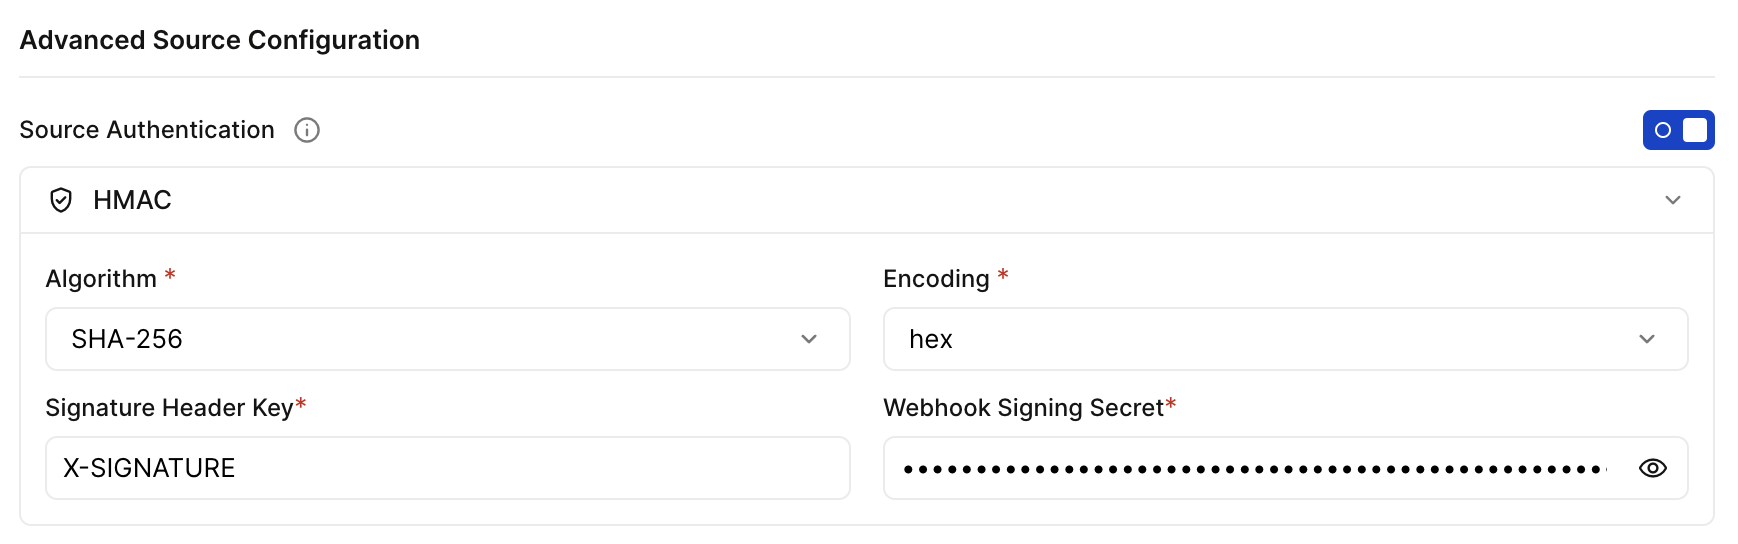 Advanced Source Configuration
Source Authentication
HMAC
Algorithm *
Encoding *
SHA-256
hex
Signature Header Key*
Webhook Signing Secret*
X-SIGNATURE